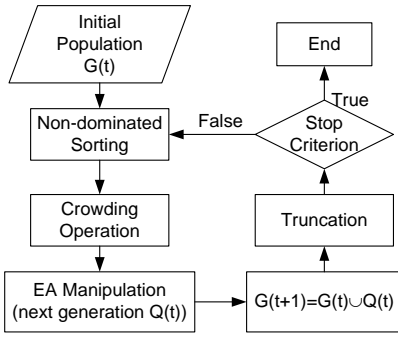 Initial
Population
G(t)
Non-dominated
Sorting
Crowding
Operation
EA Manipulation
(next generation Q(t))
G(t+1)=G(t)∪Q(t)
Truncation
Stop
Criterion
False
True
End